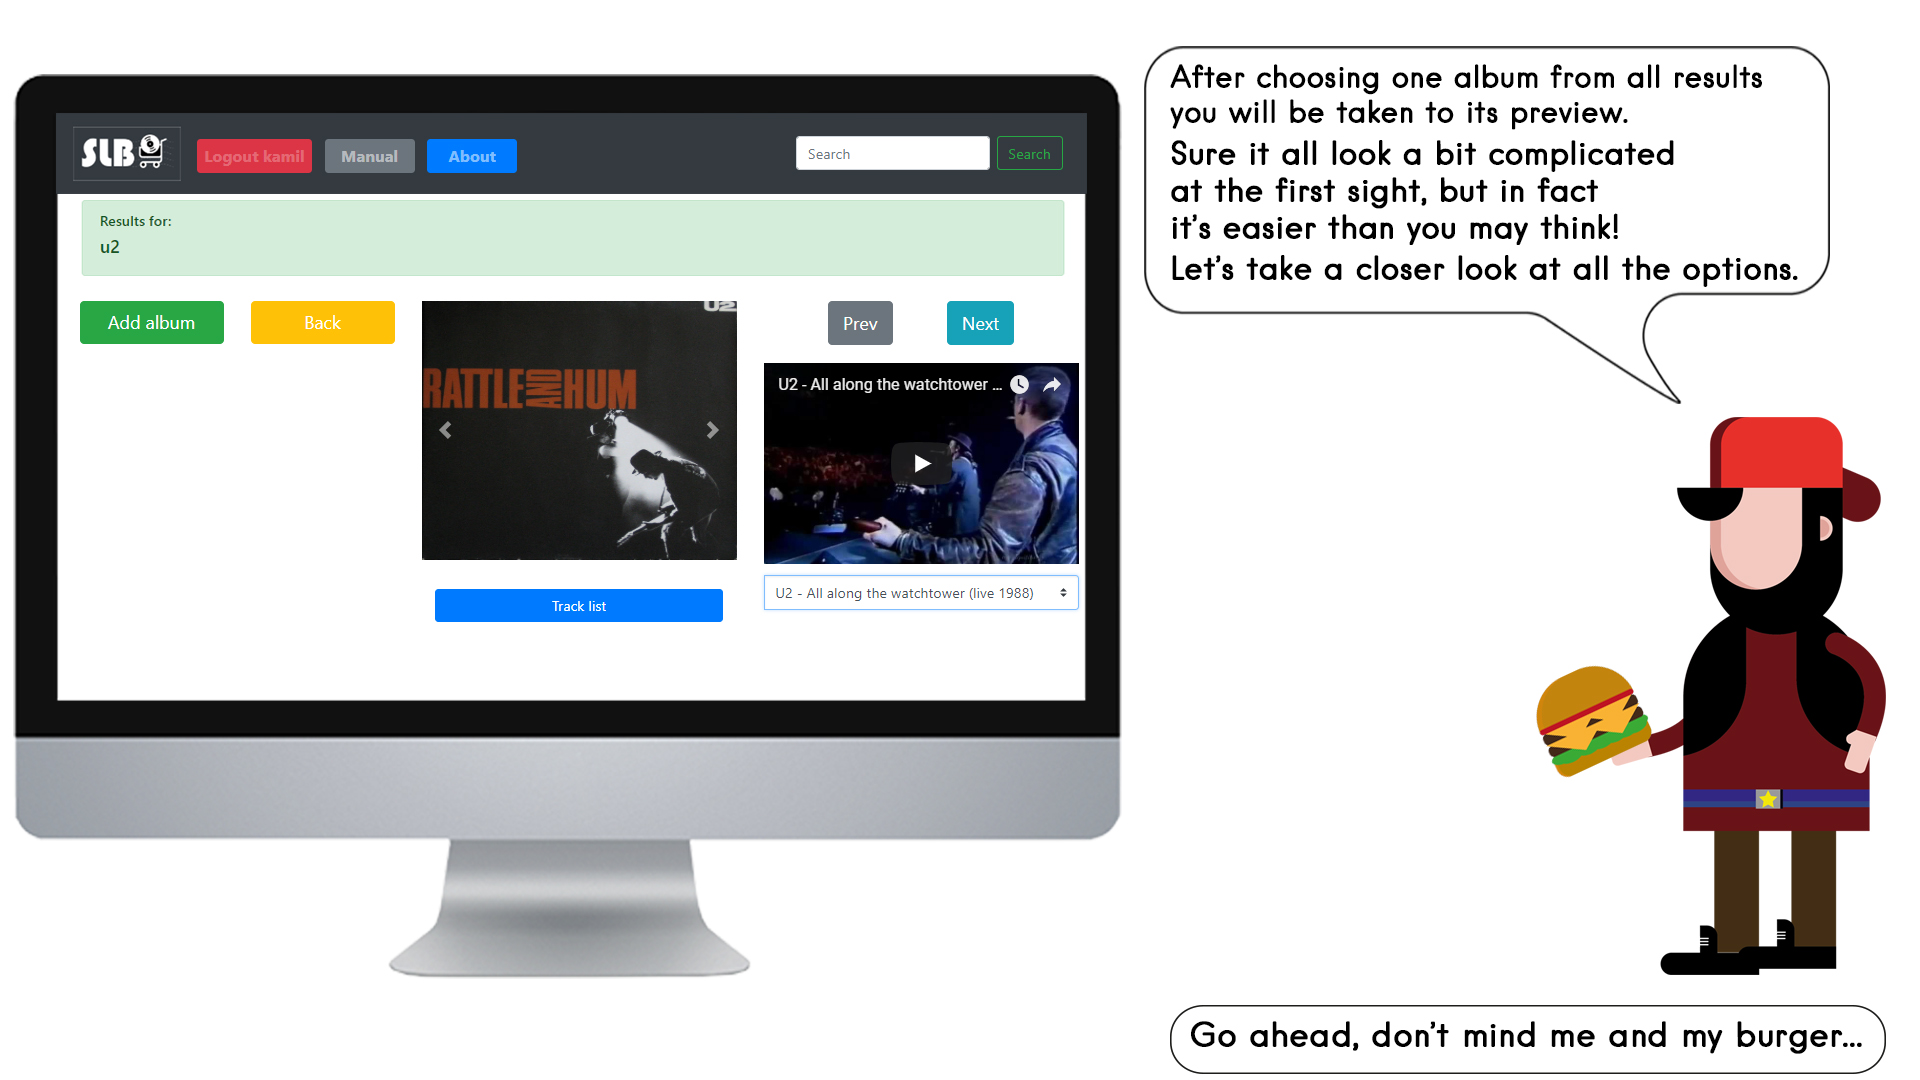 SLB
Logout kamil
Manual
About
Search
Search
Results for:
u2
Add album
Back
U2
RATTLE AND HUM
Track list
Prev
Next
U2 - All along the watchtower ...
U2 - All along the watchtower (live 1988)
After choosing one album from all results
you will be taken to its preview.
Sure it all look a bit complicated
at the first sight, but in fact
it's easier than you may think!
Let's take a closer look at all the options.
Go ahead, don't mind me and my burger...